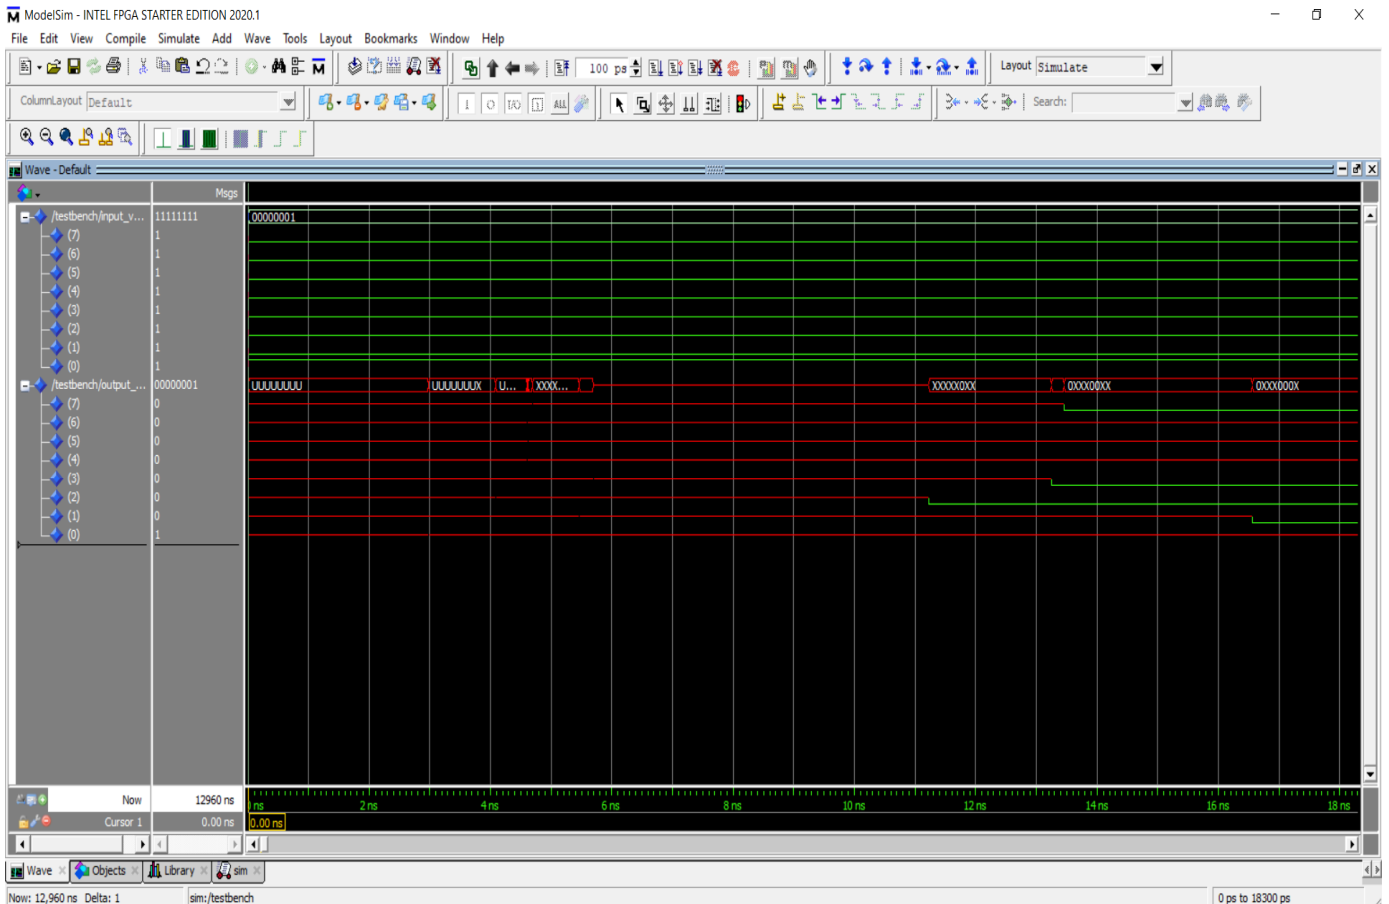 ModelSim - INTEL FPGA STARTER EDITION 2020.1
File Edit View Compile Simulate Add Wave Tools Layout Bookmarks Window Help
100 ps
Layout Simulate
ColumnLayout Default
1 0 I/O 1 ALL
Search:
Wave - Default
Msgs
/testbench/input_v... 11111111 00000001
(7) 1
(6) 1
(5) 1
(4) 1
(3) 1
(2) 1
(1) 1
(0) 1
/testbench/output_... 00000001 UUUUUUUU UUUUUUUX U... XXXX... XXXXX0XX 0XXX00XX 0XXX000X
(7) 0
(6) 0
(5) 0
(4) 0
(3) 0
(2) 0
(1) 0
(0) 1
Now 12960 ns
ns 2 ns 4 ns 6 ns 8 ns 10 ns 12 ns 14 ns 16 ns 18 ns
Cursor 1 0.00 ns 0.00 ns
Wave Objects Library sim
Now: 12,960 ns Delta: 1 sim:/testbench 0 ps to 18300 ps